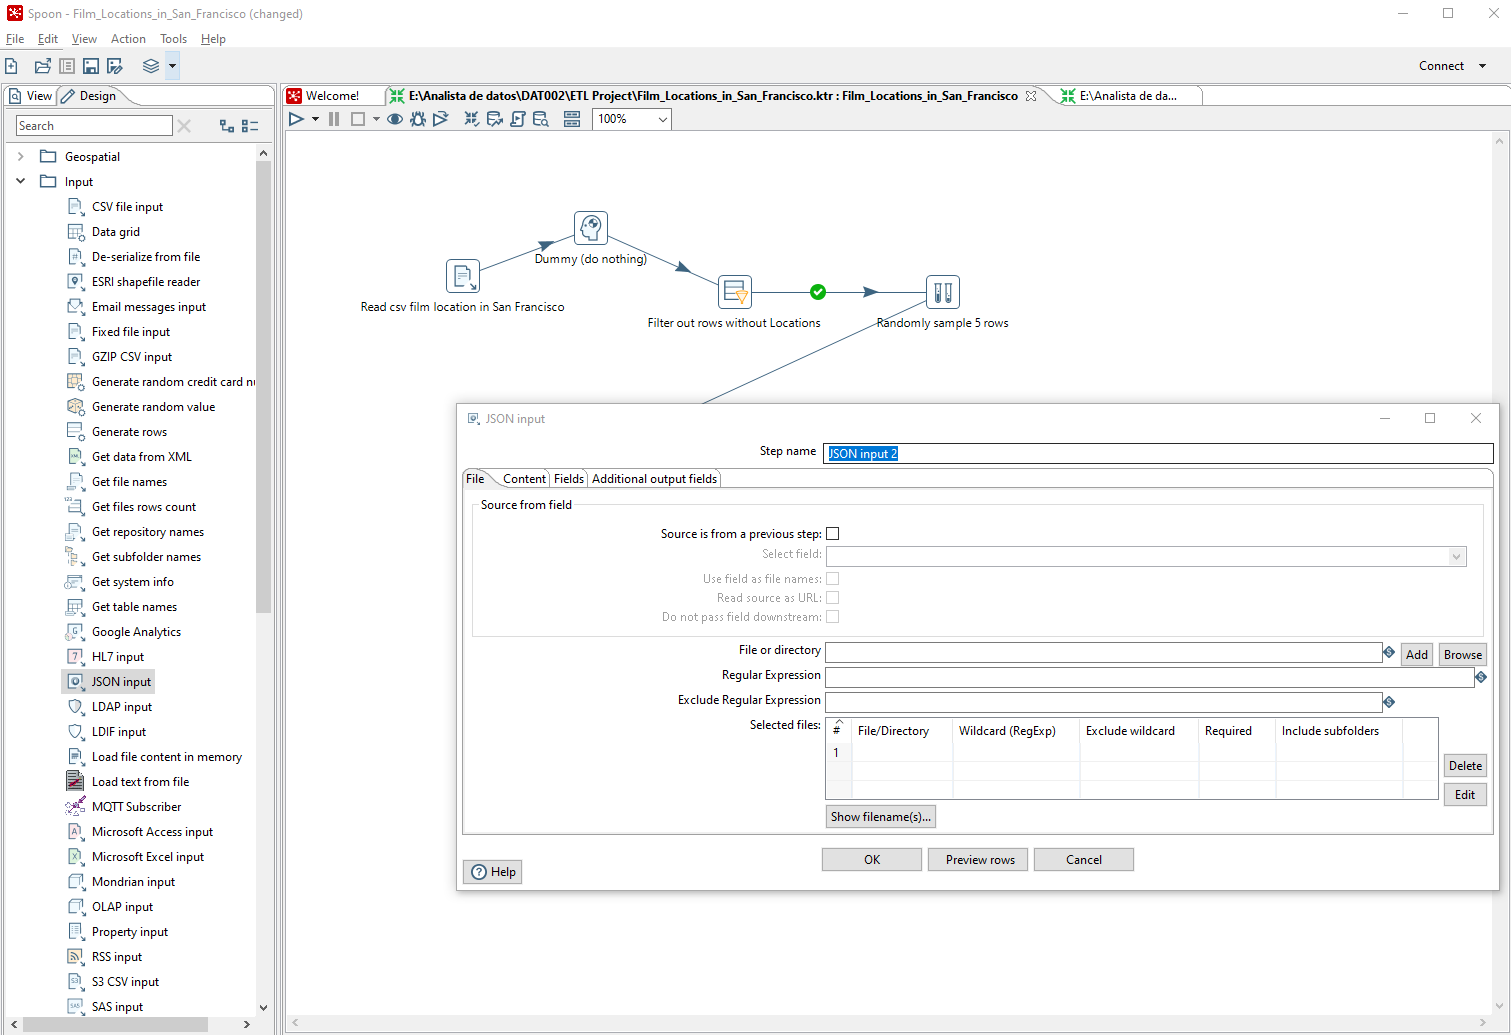 Spoon - Film_Locations_in_San_Francisco (changed)
File Edit View Action Tools Help
Connect
View Design
Welcome! E:\Analista de datos\DAT002\ETL Project\Film_Locations_in_San_Francisco.ktr : Film_Locations_in_San_Francisco E:\Analista de da...
Search
100%
Geospatial
Input
CSV file input
Data grid
De-serialize from file
ESRI shapefile reader
Email messages input
Fixed file input
GZIP CSV input
Generate random credit card nu
Generate random value
Generate rows
Get data from XML
Get file names
Get files rows count
Get repository names
Get subfolder names
Get system info
Get table names
Google Analytics
HL7 input
JSON input
LDAP input
LDIF input
Load file content in memory
Load text from file
MQTT Subscriber
Microsoft Access input
Microsoft Excel input
Mondrian input
OLAP input
Property input
RSS input
S3 CSV input
SAS input
Dummy (do nothing)
Read csv film location in San Francisco
Filter out rows without Locations
Randomly sample 5 rows
JSON input
Step name JSON input 2
File Content Fields Additional output fields
Source from field
Source is from a previous step:
Select field:
Use field as file names:
Read source as URL:
Do not pass field downstream:
File or directory Add Browse
Regular Expression
Exclude Regular Expression
Selected files: # File/Directory Wildcard (RegExp) Exclude wildcard Required Include subfolders
1
Delete
Edit
Show filename(s)...
OK Preview rows Cancel
Help